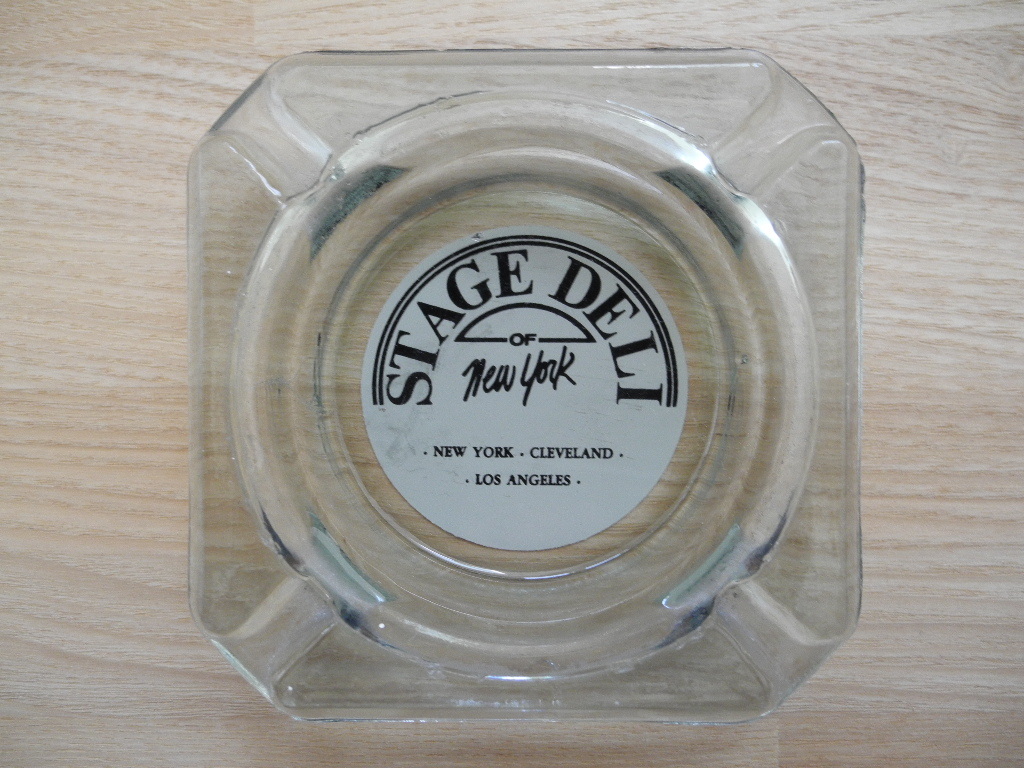 STAGE DELI
OF
New York
· NEW YORK · CLEVELAND ·
· LOS ANGELES ·